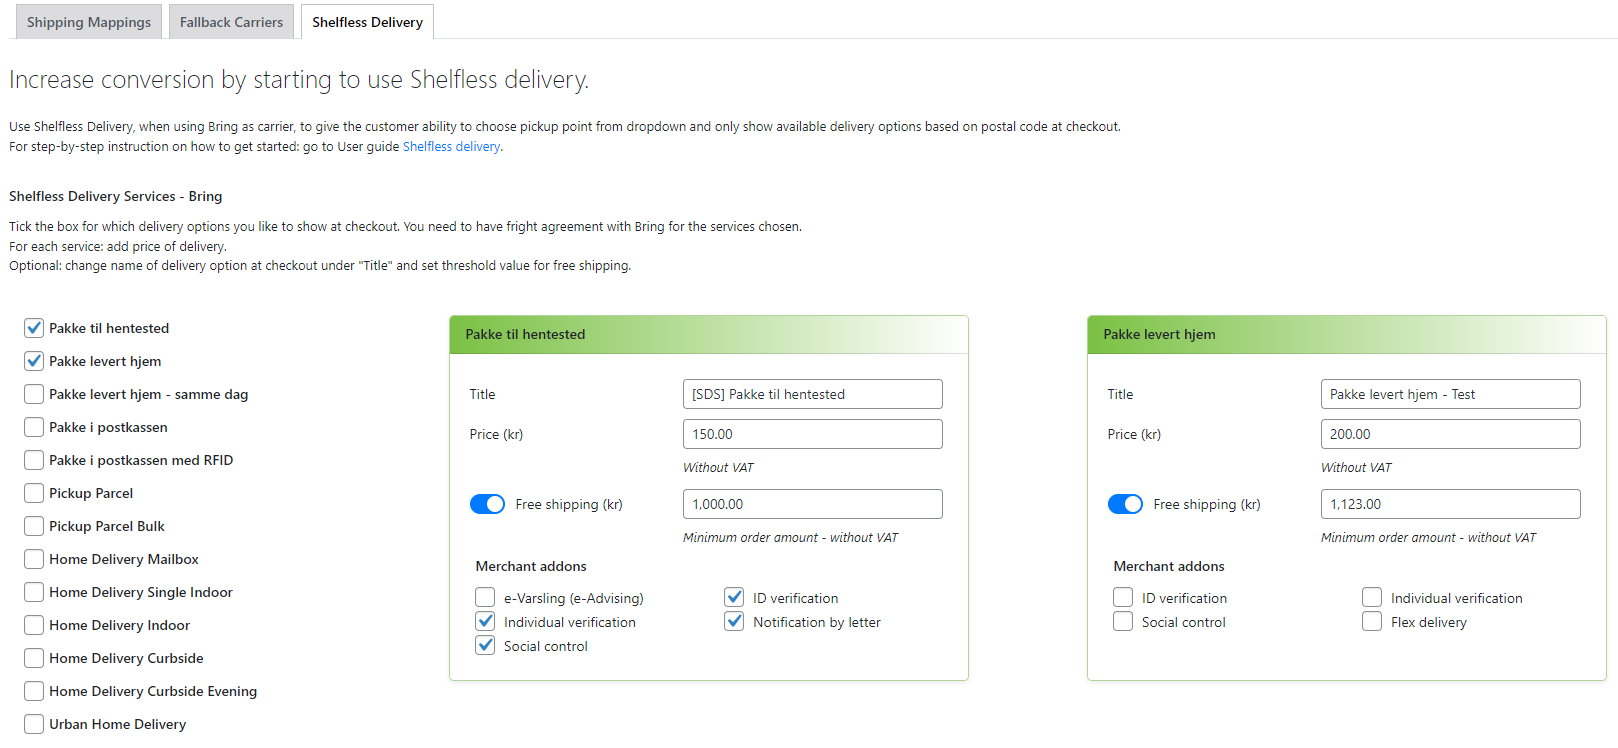 Shipping Mappings
Fallback Carriers
Shelfless Delivery
Increase conversion by starting to use Shelfless delivery.
Use Shelfless Delivery, when using Bring as carrier, to give the customer ability to choose pickup point from dropdown and only show available delivery options based on postal code at checkout.
For step-by-step instruction on how to get started: go to User guide Shelfless delivery.
Shelfless Delivery Services - Bring
Tick the box for which delivery options you like to show at checkout. You need to have fright agreement with Bring for the services chosen.
For each service: add price of delivery.
Optional: change name of delivery option at checkout under "Title" and set threshold value for free shipping.
Pakke til hentested
Pakke levert hjem
Pakke levert hjem - samme dag
Pakke i postkassen
Pakke i postkassen med RFID
Pickup Parcel
Pickup Parcel Bulk
Home Delivery Mailbox
Home Delivery Single Indoor
Home Delivery Indoor
Home Delivery Curbside
Home Delivery Curbside Evening
Urban Home Delivery
Pakke til hentested
Title
[SDS] Pakke til hentested
Price (kr)
150.00
Without VAT
Free shipping (kr)
1,000.00
Minimum order amount - without VAT
Merchant addons
e-Varsling (e-Advising)
ID verification
Individual verification
Notification by letter
Social control
Pakke levert hjem
Title
Pakke levert hjem - Test
Price (kr)
200.00
Without VAT
Free shipping (kr)
1,123.00
Minimum order amount - without VAT
Merchant addons
ID verification
Individual verification
Social control
Flex delivery